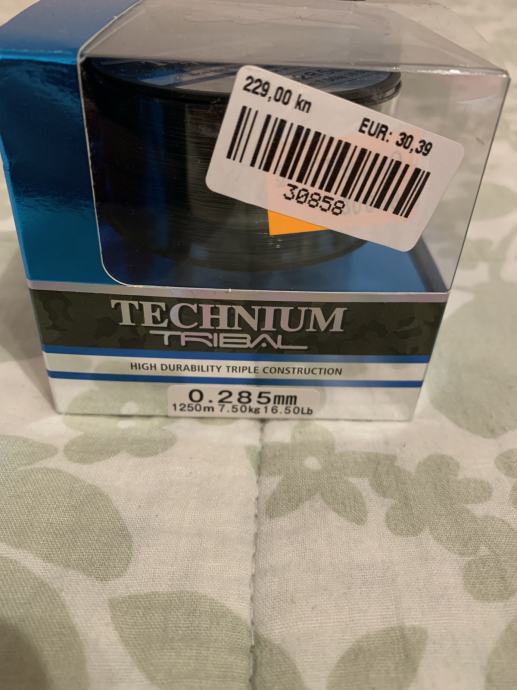 229,00 kn
EUR: 30,39
30858
TECHNIUM
TRIBAL
HIGH DURABILITY TRIPLE CONSTRUCTION
0.285mm
1250m 7.50kg 16.50Lb